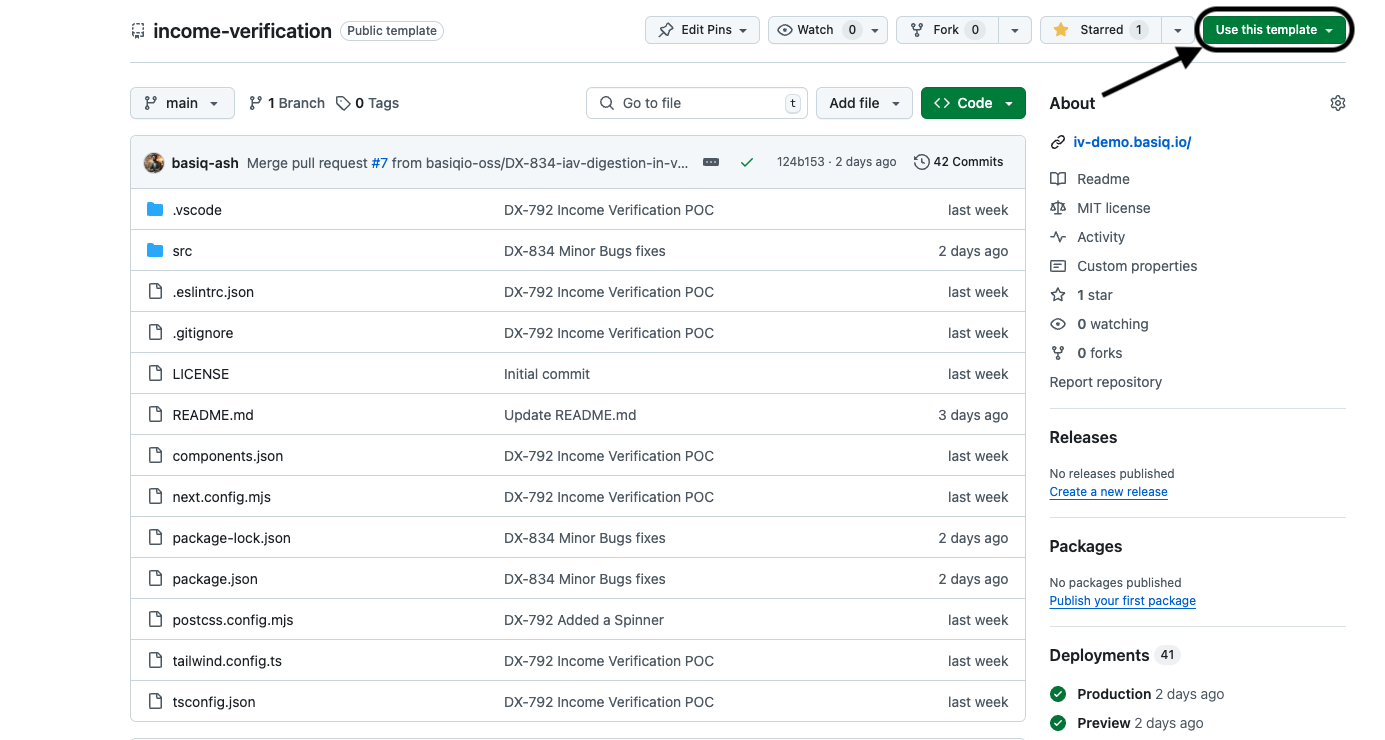 income-verification Public template Edit Pins Watch 0 Fork 0 Starred 1 Use this template
main 1 Branch 0 Tags Go to file t Add file Code
basiq-ash Merge pull request #7 from basiqio-oss/DX-834-iav-digestion-in-v... 124b153 · 2 days ago 42 Commits
.vscode DX-792 Income Verification POC last week
src DX-834 Minor Bugs fixes 2 days ago
.eslintrc.json DX-792 Income Verification POC last week
.gitignore DX-792 Income Verification POC last week
LICENSE Initial commit last week
README.md Update README.md 3 days ago
components.json DX-792 Income Verification POC last week
next.config.mjs DX-792 Income Verification POC last week
package-lock.json DX-834 Minor Bugs fixes 2 days ago
package.json DX-834 Minor Bugs fixes 2 days ago
postcss.config.mjs DX-792 Added a Spinner last week
tailwind.config.ts DX-792 Income Verification POC last week
tsconfig.json DX-792 Income Verification POC last week
About
iv-demo.basiq.io/
Readme
MIT license
Activity
Custom properties
1 star
0 watching
0 forks
Report repository
Releases
No releases published
Create a new release
Packages
No packages published
Publish your first package
Deployments 41
Production 2 days ago
Preview 2 days ago